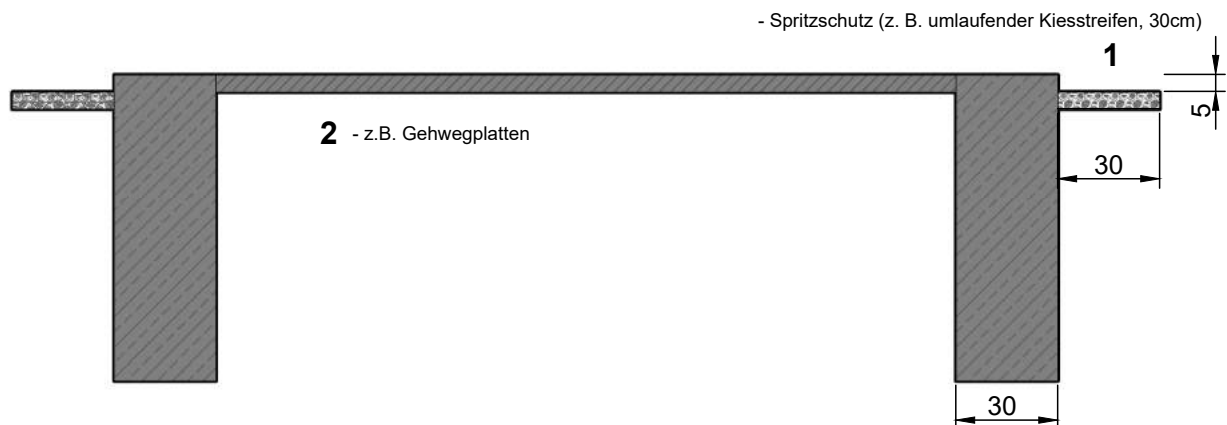 - Spritzschutz (z. B. umlaufender Kiesstreifen, 30cm)
1
5
2 - z.B. Gehwegplatten
30
30